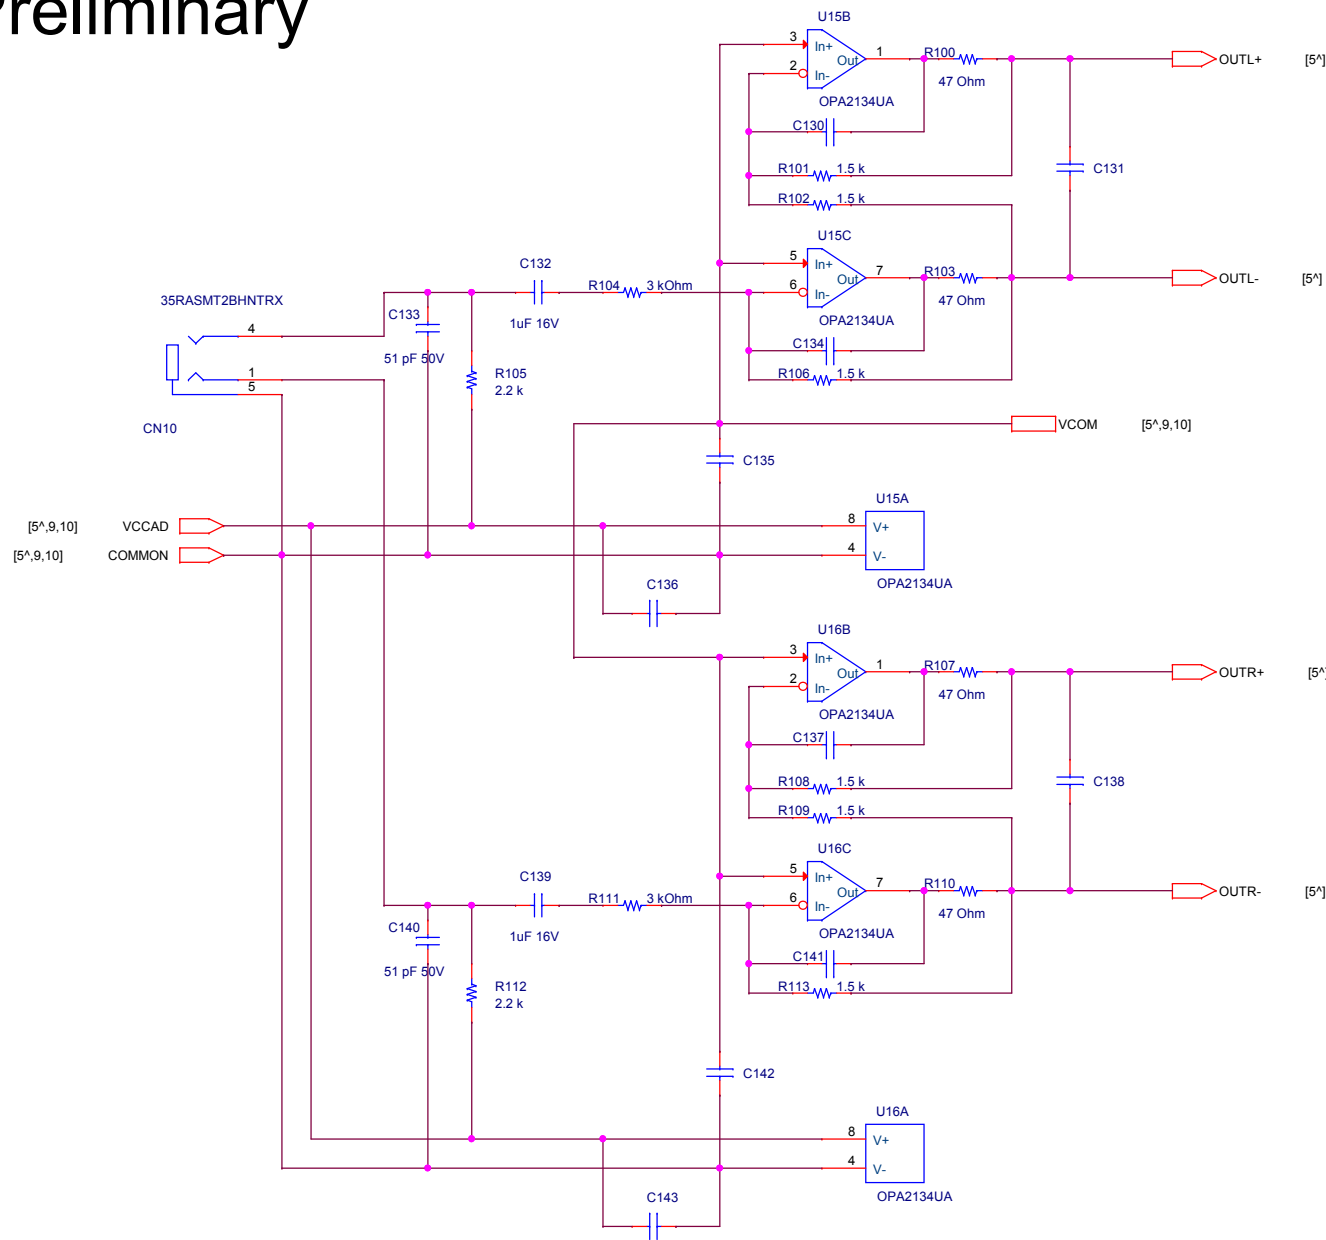 Preliminary
U15B
3 In+ Out 1 R100 OUTL+ [5^]
2 In- 47 Ohm
OPA2134UA
C130
R101 1.5 k C131
R102 1.5 k
U15C
5 In+ Out 7 R103 OUTL- [5^]
6 In- 47 Ohm
OPA2134UA
C132 R104 3 kOhm
1uF 16V
35RASMT2BHNTRX
C133
51 pF 50V
4
1
5
CN10
R105
2.2 k
C134
R106 1.5 k
VCOM [5^,9,10]
C135
U15A
[5^,9,10] VCCAD 8 V+
[5^,9,10] COMMON 4 V-
OPA2134UA
C136
U16B
3 In+ Out 1 R107 OUTR+ [5^]
2 In- 47 Ohm
OPA2134UA
C137
R108 1.5 k C138
R109 1.5 k
U16C
5 In+ Out 7 R110 OUTR- [5^]
6 In- 47 Ohm
OPA2134UA
C139 R111 3 kOhm
1uF 16V
C140
51 pF 50V
R112
2.2 k
C141
R113 1.5 k
C142
U16A
8 V+
4 V-
OPA2134UA
C143